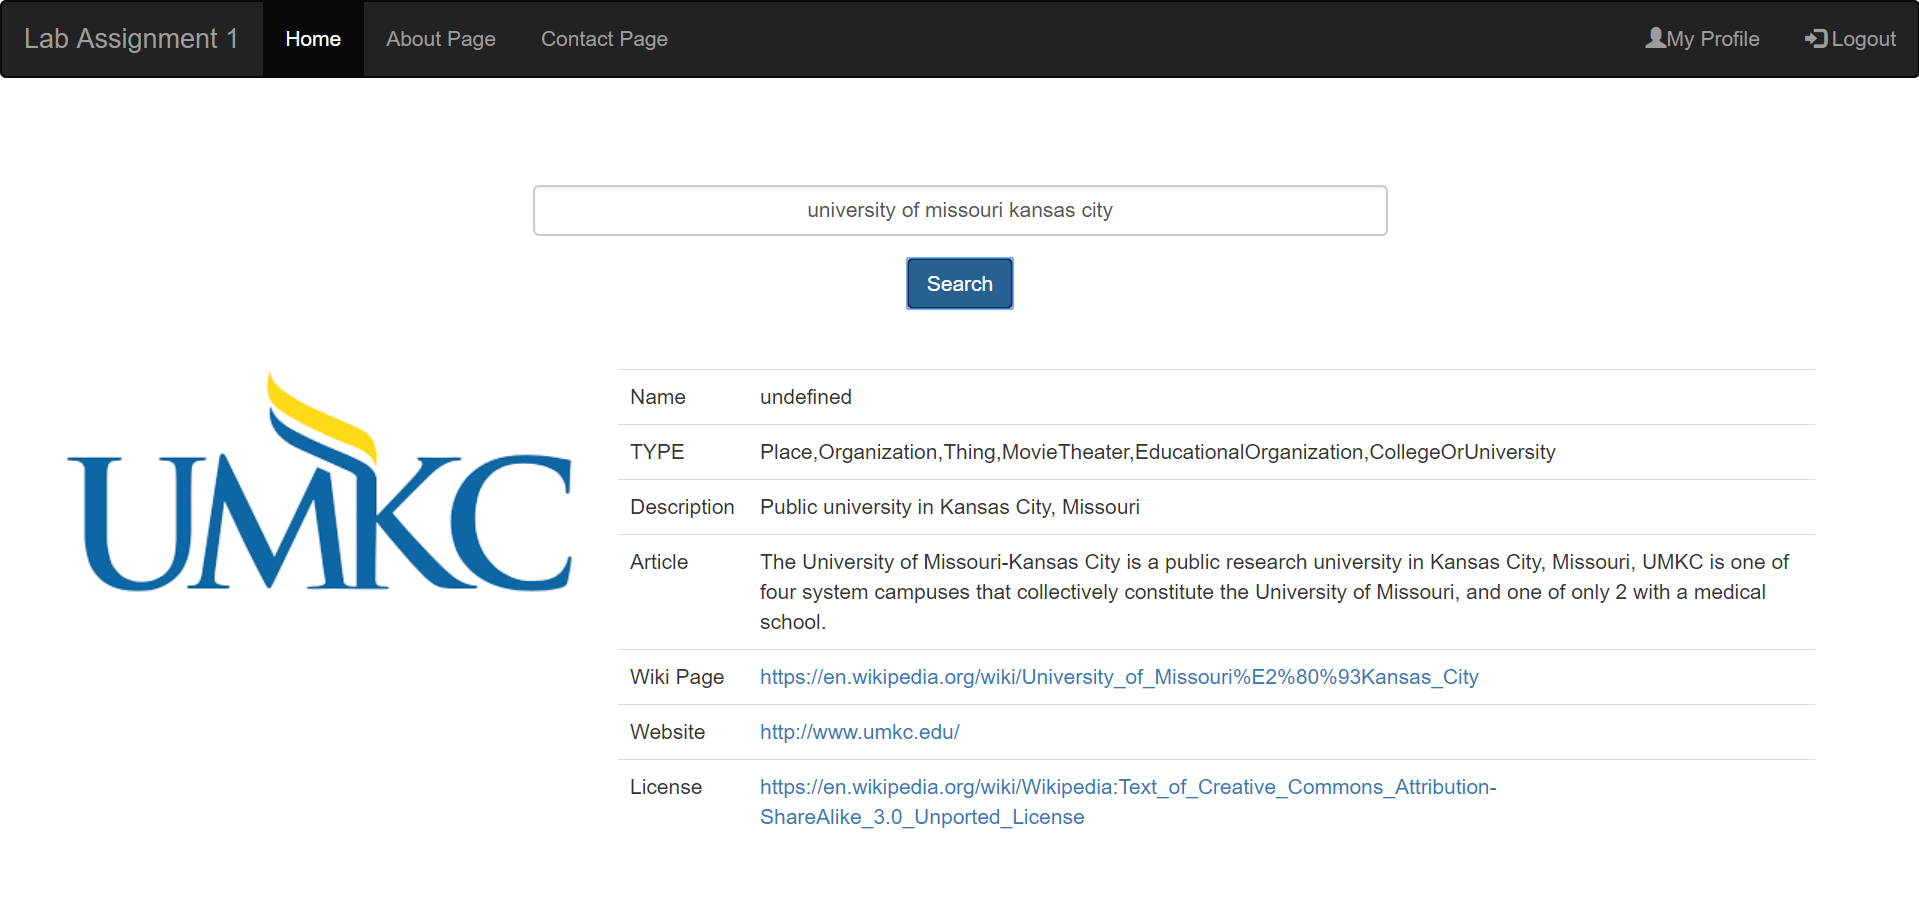 Lab Assignment 1 Home About Page Contact Page My Profile Logout
university of missouri kansas city
Search
UMKC
Name undefined
TYPE Place,Organization,Thing,MovieTheater,EducationalOrganization,CollegeOrUniversity
Description Public university in Kansas City, Missouri
Article The University of Missouri-Kansas City is a public research university in Kansas City, Missouri, UMKC is one of
four system campuses that collectively constitute the University of Missouri, and one of only 2 with a medical
school.
Wiki Page https://en.wikipedia.org/wiki/University_of_Missouri%E2%80%93Kansas_City
Website http://www.umkc.edu/
License https://en.wikipedia.org/wiki/Wikipedia:Text_of_Creative_Commons_Attribution-
ShareAlike_3.0_Unported_License